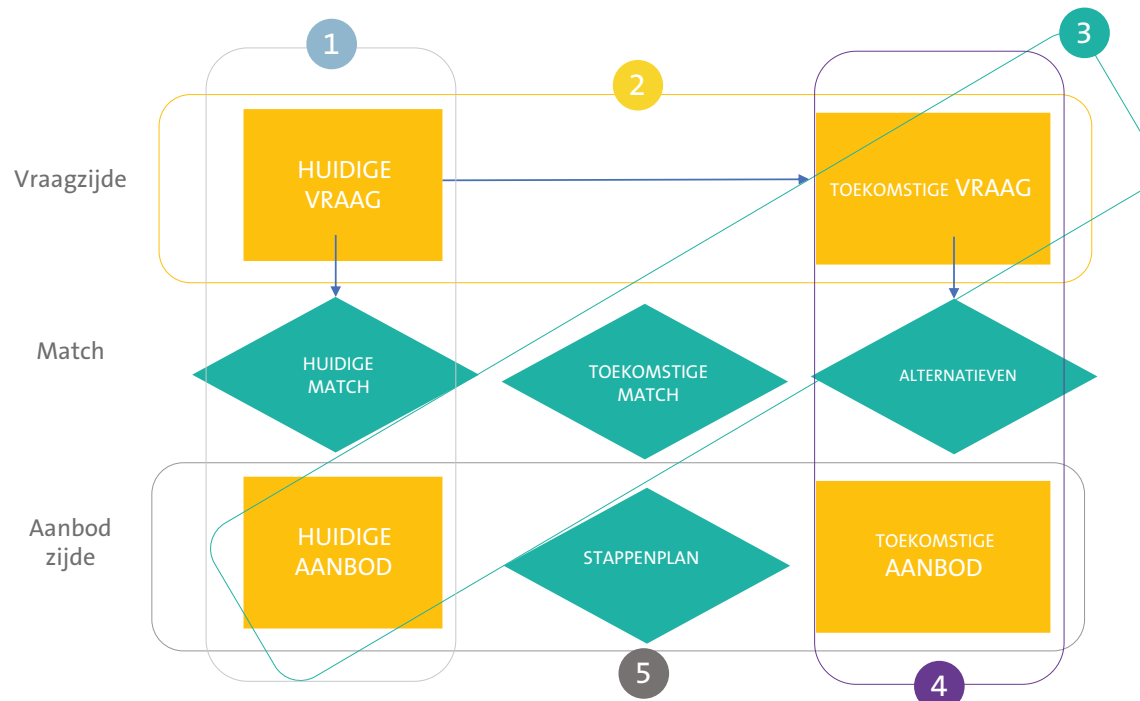 1
3
2
Vraagzijde
HUIDIGE
VRAAG
TOEKOMSTIGE VRAAG
Match
HUIDIGE
MATCH
TOEKOMSTIGE
MATCH
ALTERNATIEVEN
Aanbod
zijde
HUIDIGE
AANBOD
STAPPENPLAN
TOEKOMSTIGE
AANBOD
5
4